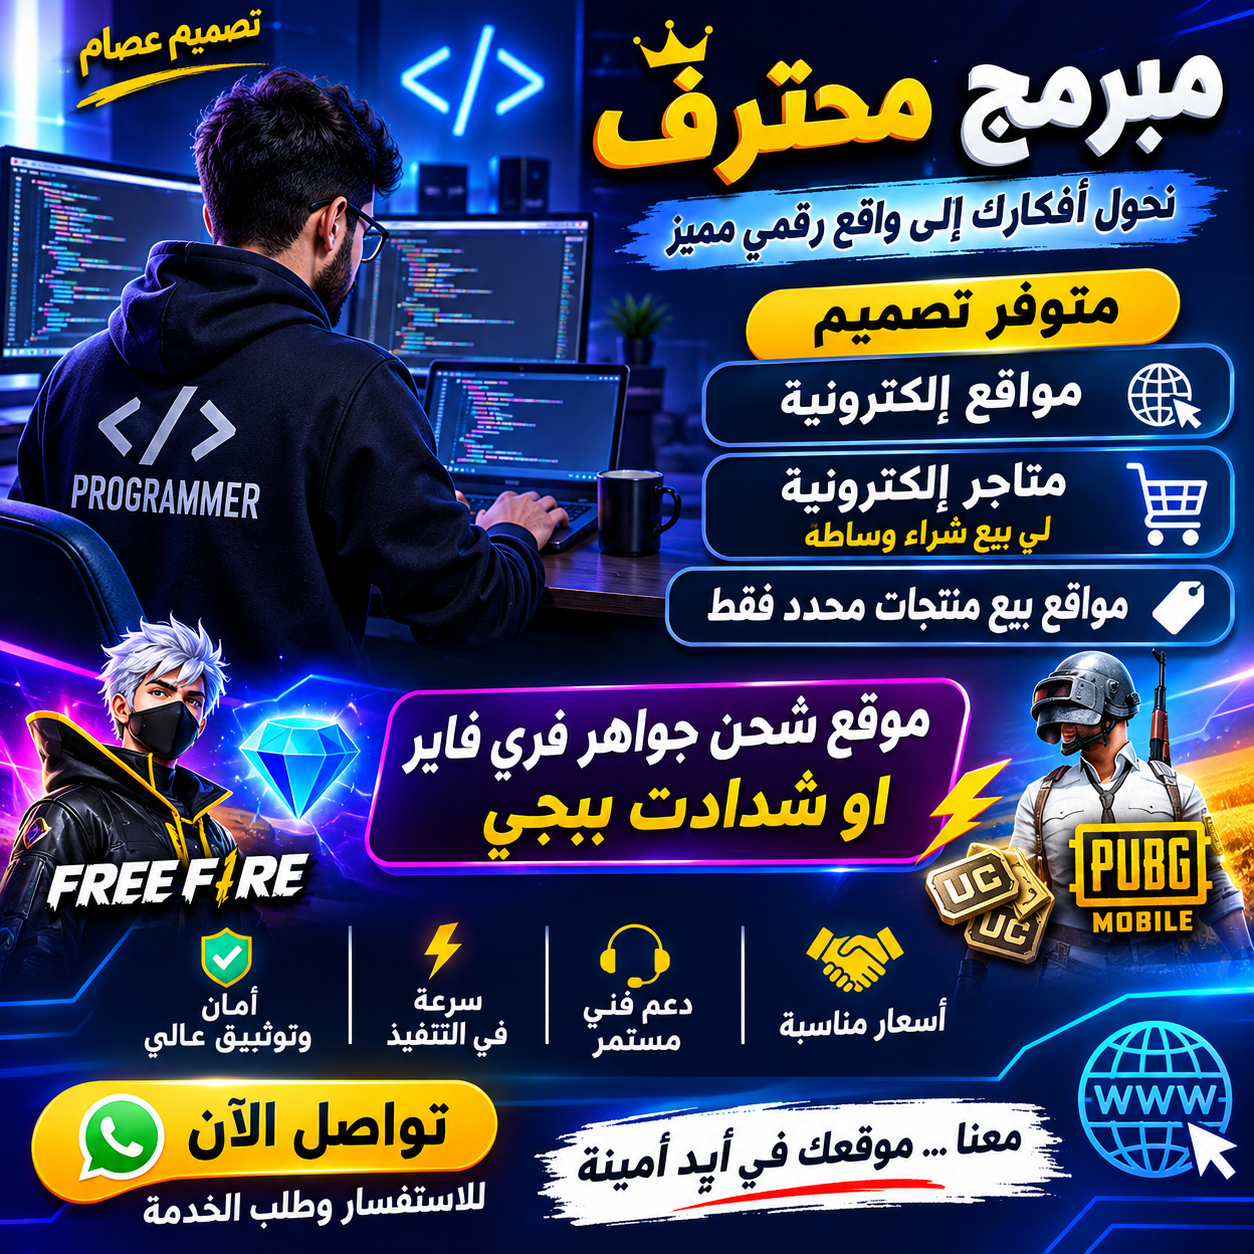 تصميم عصام
</>
مبرمج محترف
نحول أفكارك إلى واقع رقمي مميز
متوفر تصميم
مواقع إلكترونية
متاجر إلكترونية
لي بيع شراء وساطة
مواقع بيع منتجات محدد فقط
</>
PROGRAMMER
موقع شحن جواهر فري فاير
او شدادت ببجي
FREE FIRE
UC
UC
PUBG
MOBILE
أسعار مناسبة
دعم فني
مستمر
سرعة
في التنفيذ
أمان
وتوثيق عالي
WWW
تواصل الآن
للاستفسار وطلب الخدمة
معنا ... موقعك في أيدٍ أمينة